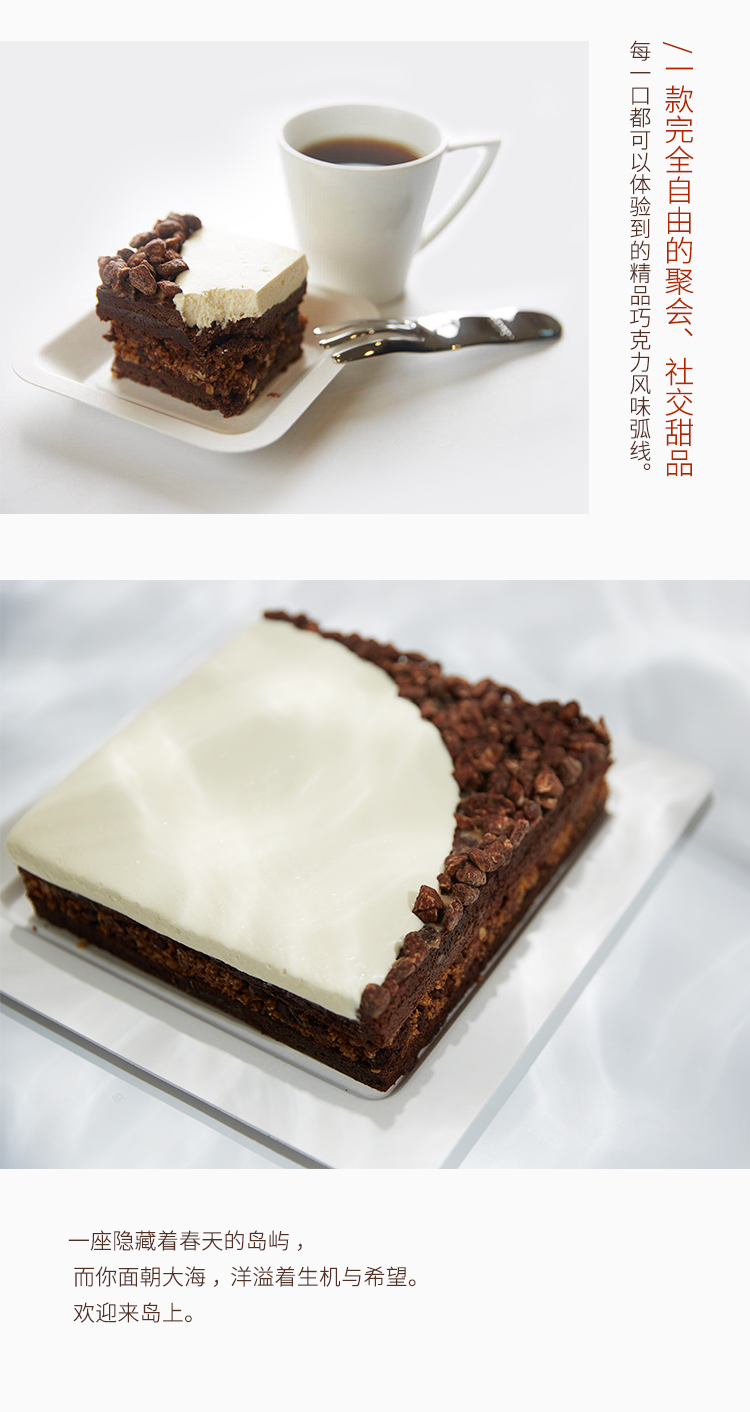 /一款完全自由的聚会、社交甜品
每一口都可以体验到的精品巧克力风味弧线。
一座隐藏着春天的岛屿，
而你面朝大海，洋溢着生机与希望。
欢迎来岛上。